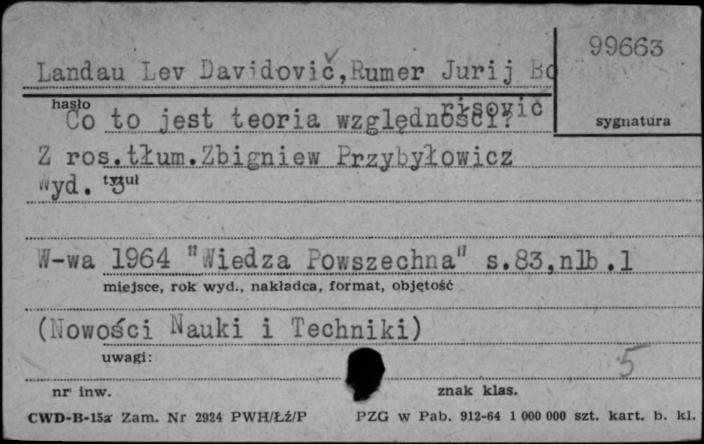 99663
Landau Lev Davidovič, Rumer Jurij Bo
risovič
hasło
sygnatura
Co to jest teoria względności?
Z ros.tłum.Zbigniew Przybyłowicz
Wyd. 3
tytuł
W-wa 1964 "Wiedza Powszechna" s.83,nlb.1
miejsce, rok wyd., nakładca, format, objętość
(Nowości Nauki i Techniki)
uwagi:
5
nr inw. znak klas.
CWD-B-15a Zam. Nr 2924 PWH/Łź/P PZG w Pab. 912-64 1 000 000 szt. kart. b. kl.